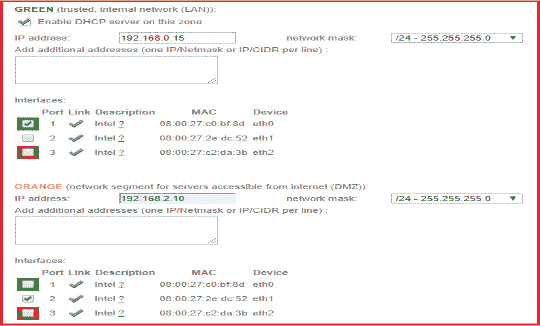 GREEN (trusted, internal network (LAN)):
Enable DHCP server on this zone
IP address: 192.168.0.15 network mask: /24 - 255.255.255.0
Add additional addresses (one IP/Netmask or IP/CIDR per line) :
Interfaces:
Port Link Description MAC Device
1 Intel ? 08:00:27:c0:bf:8d eth0
2 Intel ? 08:00:27:2e:dc:52 eth1
3 Intel ? 08:00:27:c2:da:3b eth2
ORANGE (network segment for servers accessible from internet (DMZ)):
IP address: 192.168.2.10 network mask: /24 - 255.255.255.0
Add additional addresses (one IP/Netmask or IP/CIDR per line) :
Interfaces:
Port Link Description MAC Device
1 Intel ? 08:00:27:c0:bf:8d eth0
2 Intel ? 08:00:27:2e:dc:52 eth1
3 Intel ? 08:00:27:c2:da:3b eth2